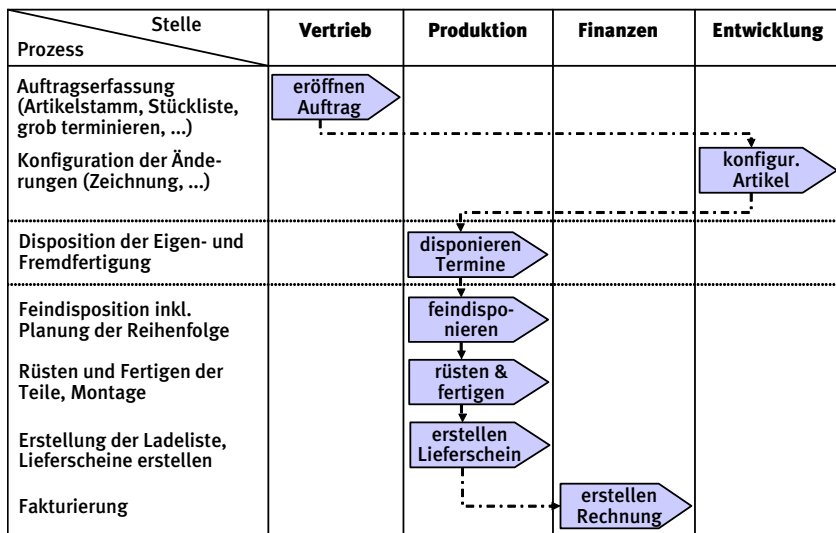 Stelle
Prozess
Vertrieb
Produktion
Finanzen
Entwicklung
Auftragserfassung
(Artikelstamm, Stückliste,
grob terminieren, ...)
eröffnen
Auftrag
Konfiguration der Ände-
rungen (Zeichnung, ...)
konfigur.
Artikel
Disposition der Eigen- und
Fremdfertigung
disponieren
Termine
Feindisposition inkl.
Planung der Reihenfolge
feindispo-
nieren
Rüsten und Fertigen der
Teile, Montage
rüsten &
fertigen
Erstellung der Ladeliste,
Lieferscheine erstellen
erstellen
Lieferschein
Fakturierung
erstellen
Rechnung